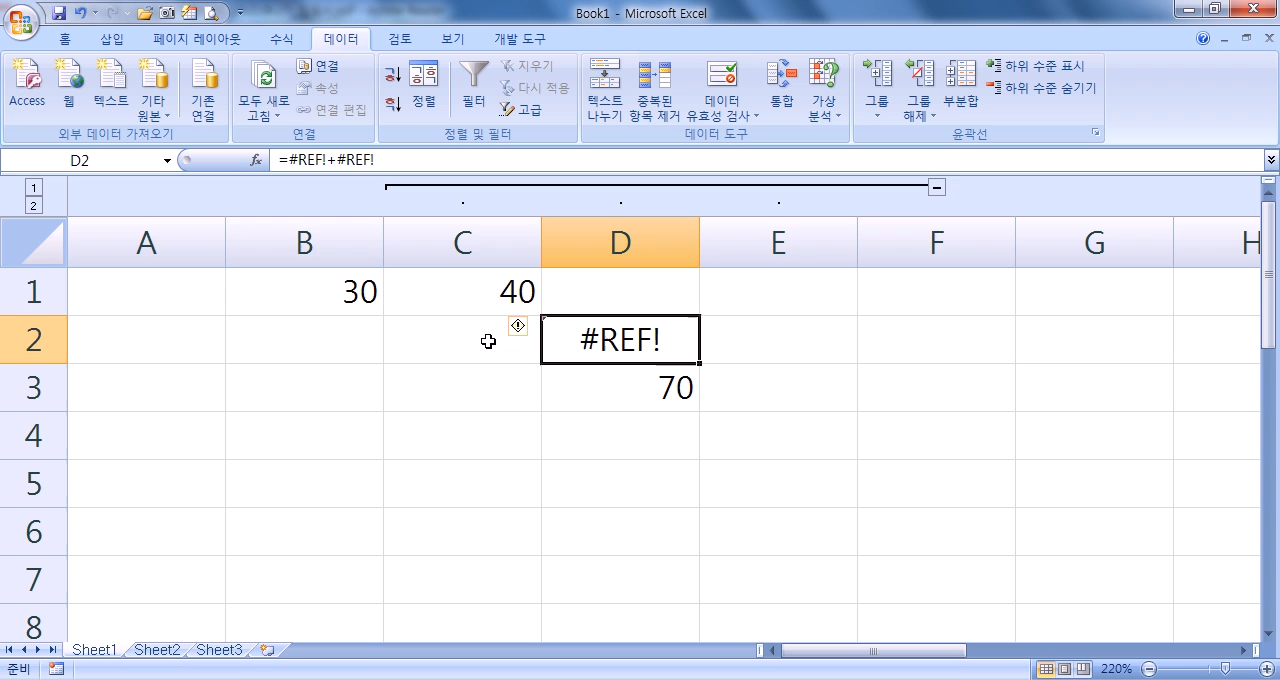 Book1 - Microsoft Excel
홈 삽입 페이지 레이아웃 수식 데이터 검토 보기 개발 도구
Access 웹 텍스트 기타 원본 기존 연결
외부 데이터 가져오기
모두 새로 고침 연결 속성 연결 편집
연결
정렬 필터 지우기 다시 적용 고급
정렬 및 필터
텍스트 나누기 중복된 항목 제거 데이터 유효성 검사 통합 가상 분석
데이터 도구
그룹 그룹 해제 부분합 하위 수준 표시 하위 수준 숨기기
윤곽선
D2 fx =#REF!+#REF!
1
2
A B C D E F G H
1 30 40
2 #REF!
3 70
4
5
6
7
8
Sheet1 Sheet2 Sheet3
준비 220%